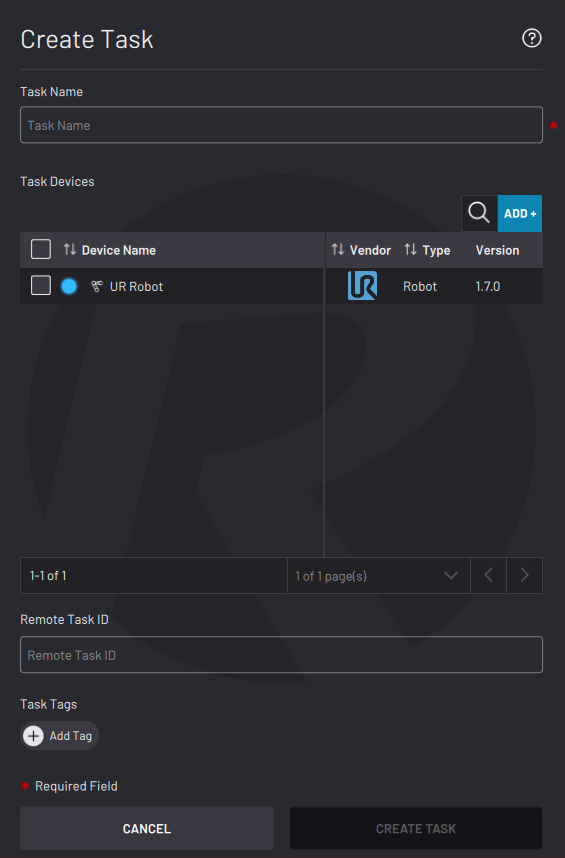 Create Task
Task Name
Task Name *
Task Devices
ADD +
Device Name Vendor Type Version
UR Robot UR Robot 1.7.0
1-1 of 1 1 of 1 page(s)
Remote Task ID
Remote Task ID
Task Tags
+ Add Tag
* Required Field
CANCEL CREATE TASK